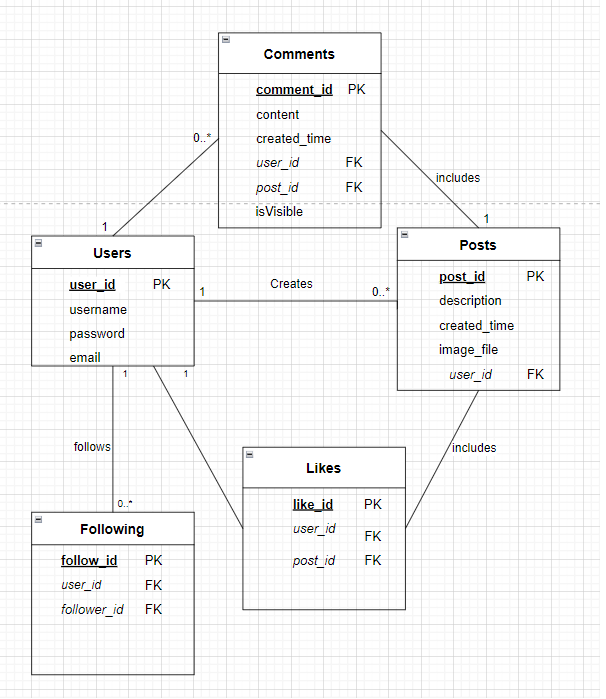 Comments
comment_id PK
content
created_time
user_id FK
post_id FK
isVisible
0..*
includes
1
1
Users
user_id PK
username
password
email
1
Creates
0..*
Posts
post_id PK
description
created_time
image_file
user_id FK
1
1
follows
0..*
includes
Likes
like_id PK
user_id FK
post_id FK
Following
follow_id PK
user_id FK
follower_id FK